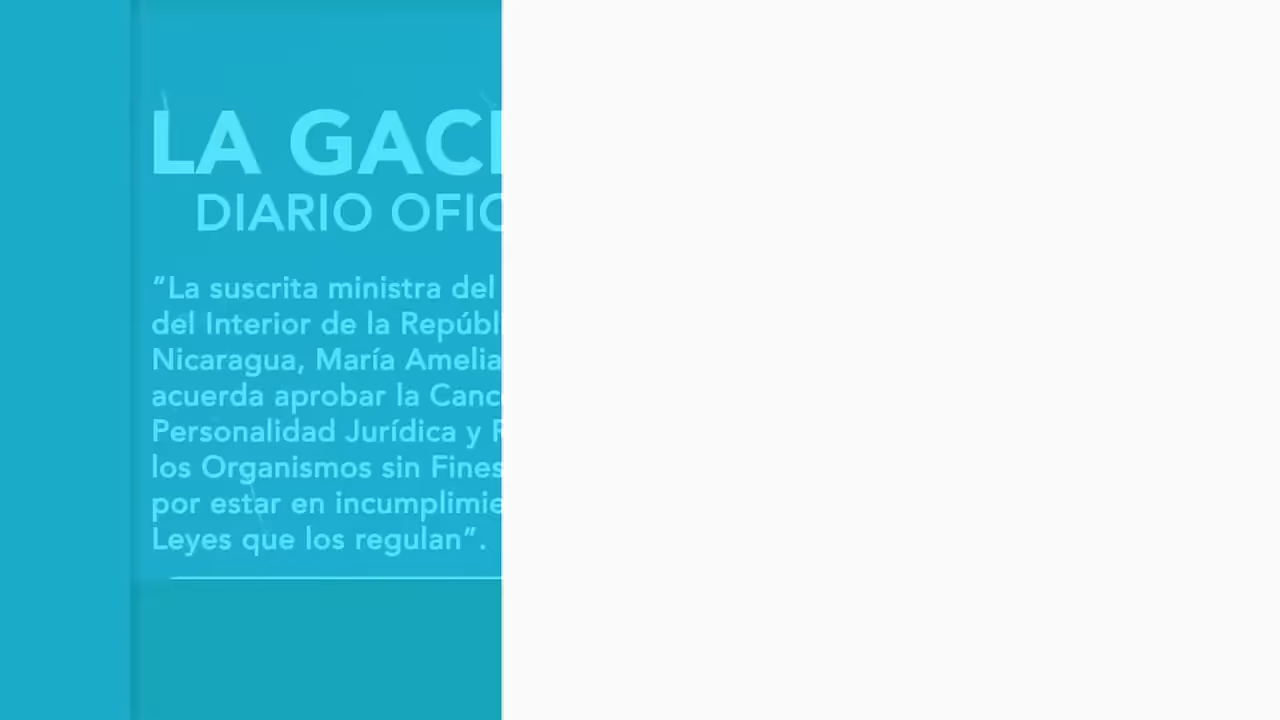 LA GAC
DIARIO OFIC
“La suscrita ministra del
del Interior de la Repúbl
Nicaragua, María Amelia
acuerda aprobar la Canc
Personalidad Jurídica y
los Organismos sin Fines
por estar en incumplimie
Leyes que los regulan”.